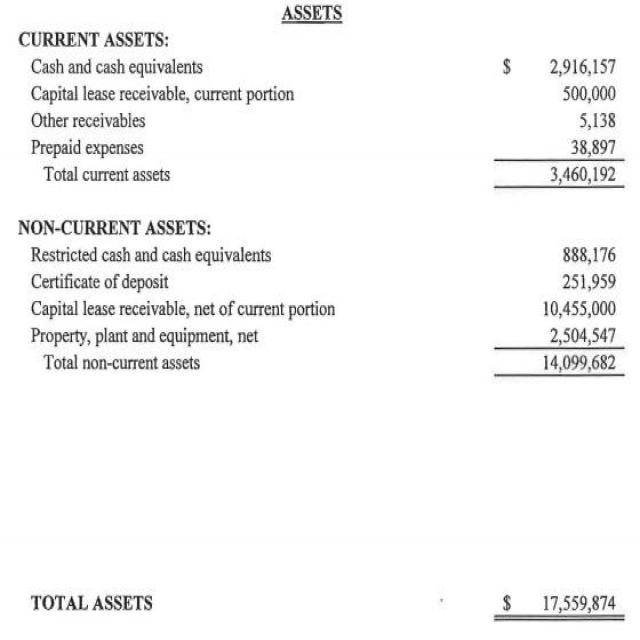 ASSETS
CURRENT ASSETS:
Cash and cash equivalents $ 2,916,157
Capital lease receivable, current portion 500,000
Other receivables 5,138
Prepaid expenses 38,897
Total current assets 3,460,192
NON-CURRENT ASSETS:
Restricted cash and cash equivalents 888,176
Certificate of deposit 251,959
Capital lease receivable, net of current portion 10,455,000
Property, plant and equipment, net 2,504,547
Total non-current assets 14,099,682
TOTAL ASSETS $ 17,559,874